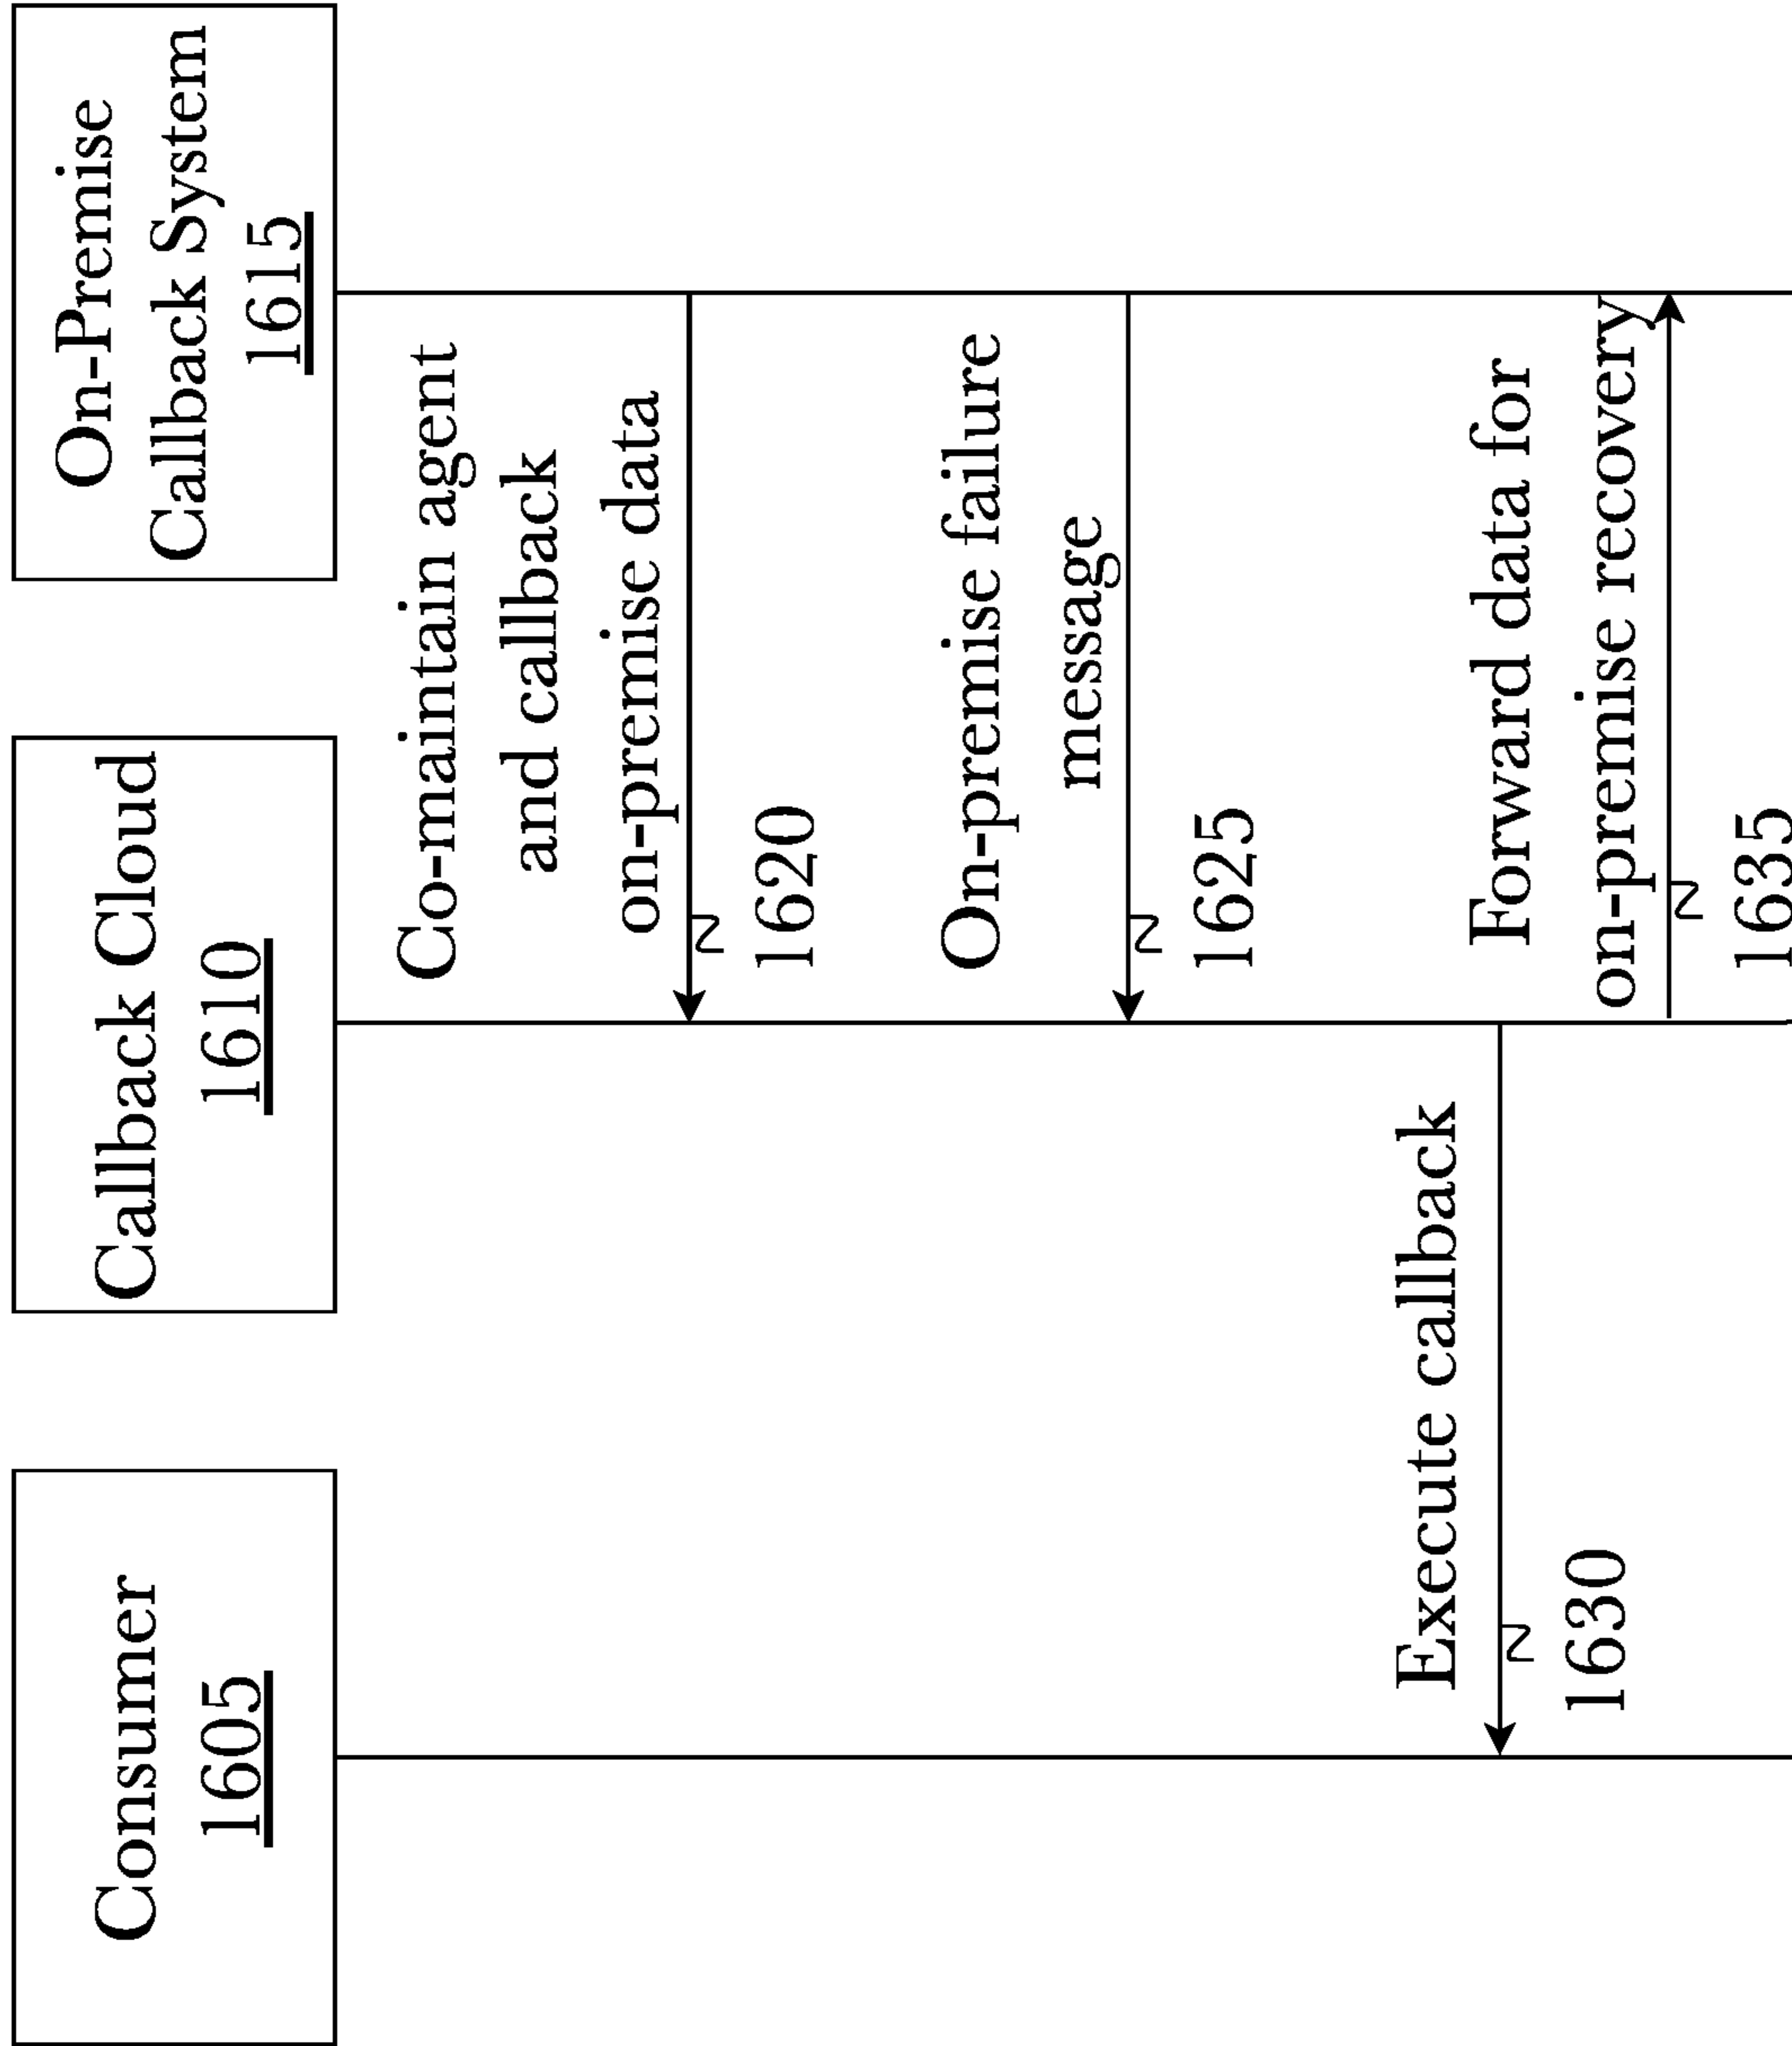 Consumer
1605
Callback Cloud
1610
On-Premise
Callback System
1615
Co-maintain agent
and callback
on-premise data
1620
On-premise failure
message
1625
Execute callback
1630
Forward data for
on-premise recovery
1635